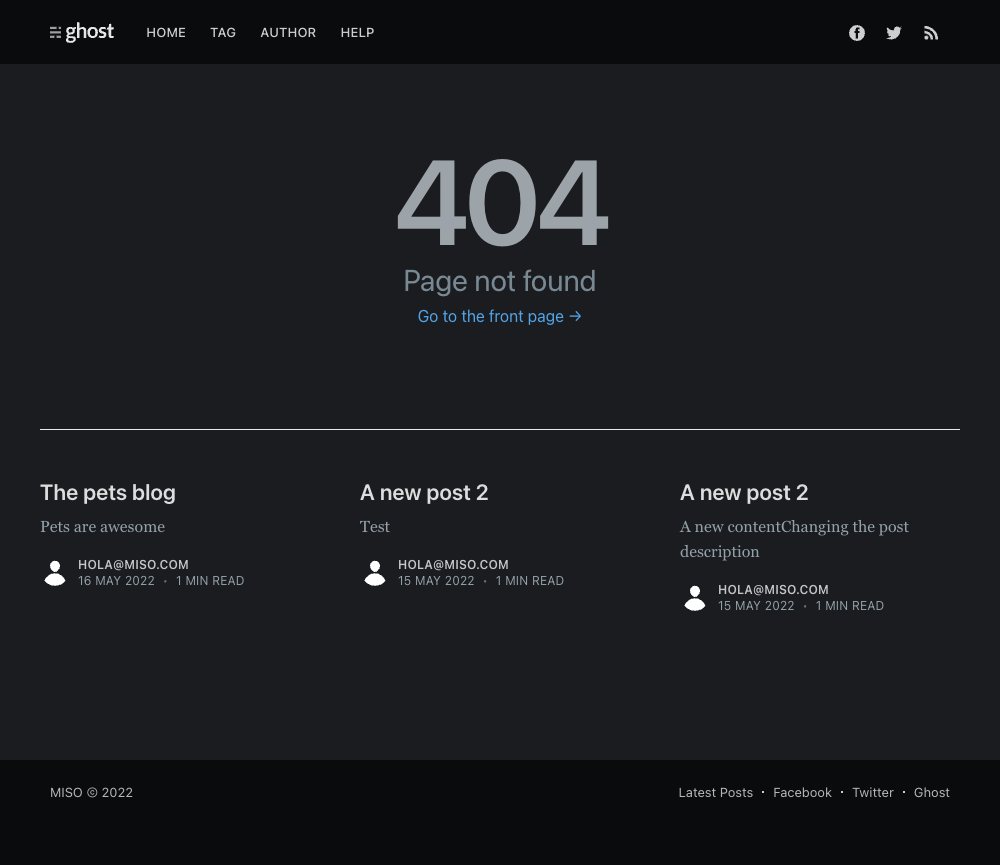 ghost HOME TAG AUTHOR HELP
404
Page not found
Go to the front page →
The pets blog
Pets are awesome
HOLA@MISO.COM
16 MAY 2022 • 1 MIN READ
A new post 2
Test
HOLA@MISO.COM
15 MAY 2022 • 1 MIN READ
A new post 2
A new contentChanging the post
description
HOLA@MISO.COM
15 MAY 2022 • 1 MIN READ
MISO © 2022
Latest Posts • Facebook • Twitter • Ghost